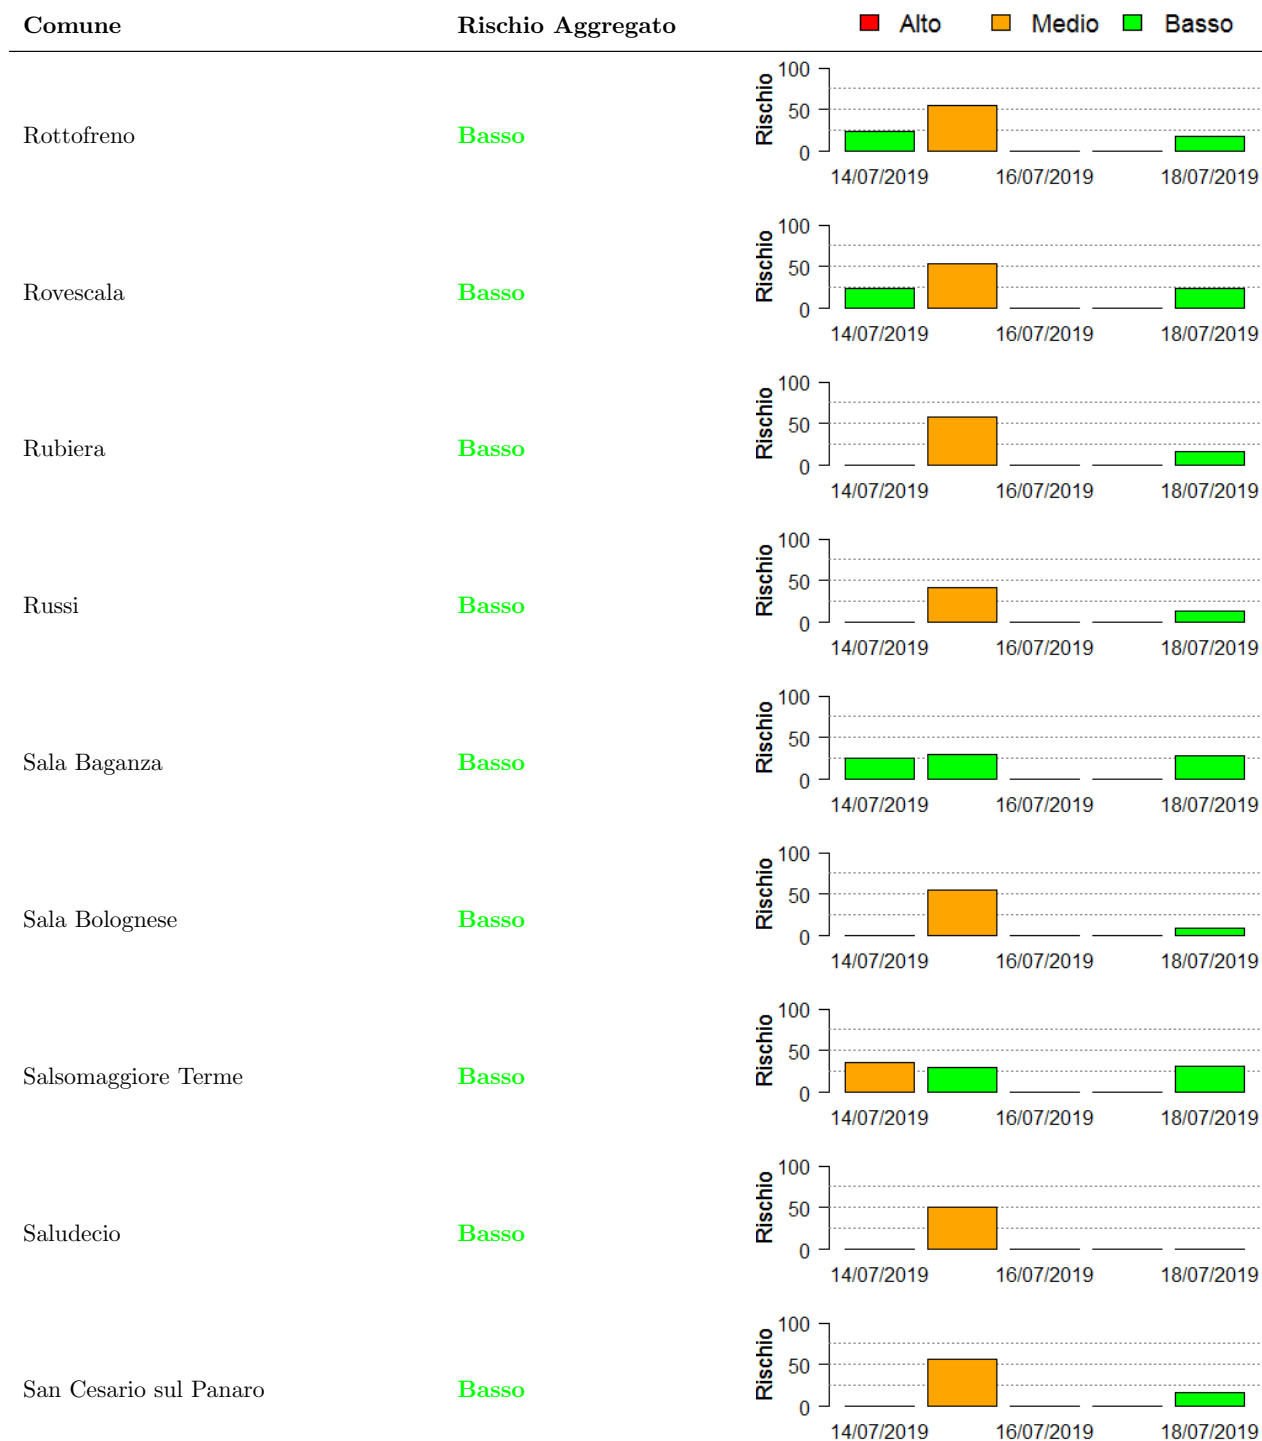 Comune Rischio Aggregato Alto Medio Basso
Rottofreno Basso Rischio 100 50 0
14/07/2019 16/07/2019 18/07/2019
Rovescala Basso Rischio 100 50 0
14/07/2019 16/07/2019 18/07/2019
Rubiera Basso Rischio 100 50 0
14/07/2019 16/07/2019 18/07/2019
Russi Basso Rischio 100 50 0
14/07/2019 16/07/2019 18/07/2019
Sala Baganza Basso Rischio 100 50 0
14/07/2019 16/07/2019 18/07/2019
Sala Bolognese Basso Rischio 100 50 0
14/07/2019 16/07/2019 18/07/2019
Salsomaggiore Terme Basso Rischio 100 50 0
14/07/2019 16/07/2019 18/07/2019
Saludecio Basso Rischio 100 50 0
14/07/2019 16/07/2019 18/07/2019
San Cesario sul Panaro Basso Rischio 100 50 0
14/07/2019 16/07/2019 18/07/2019